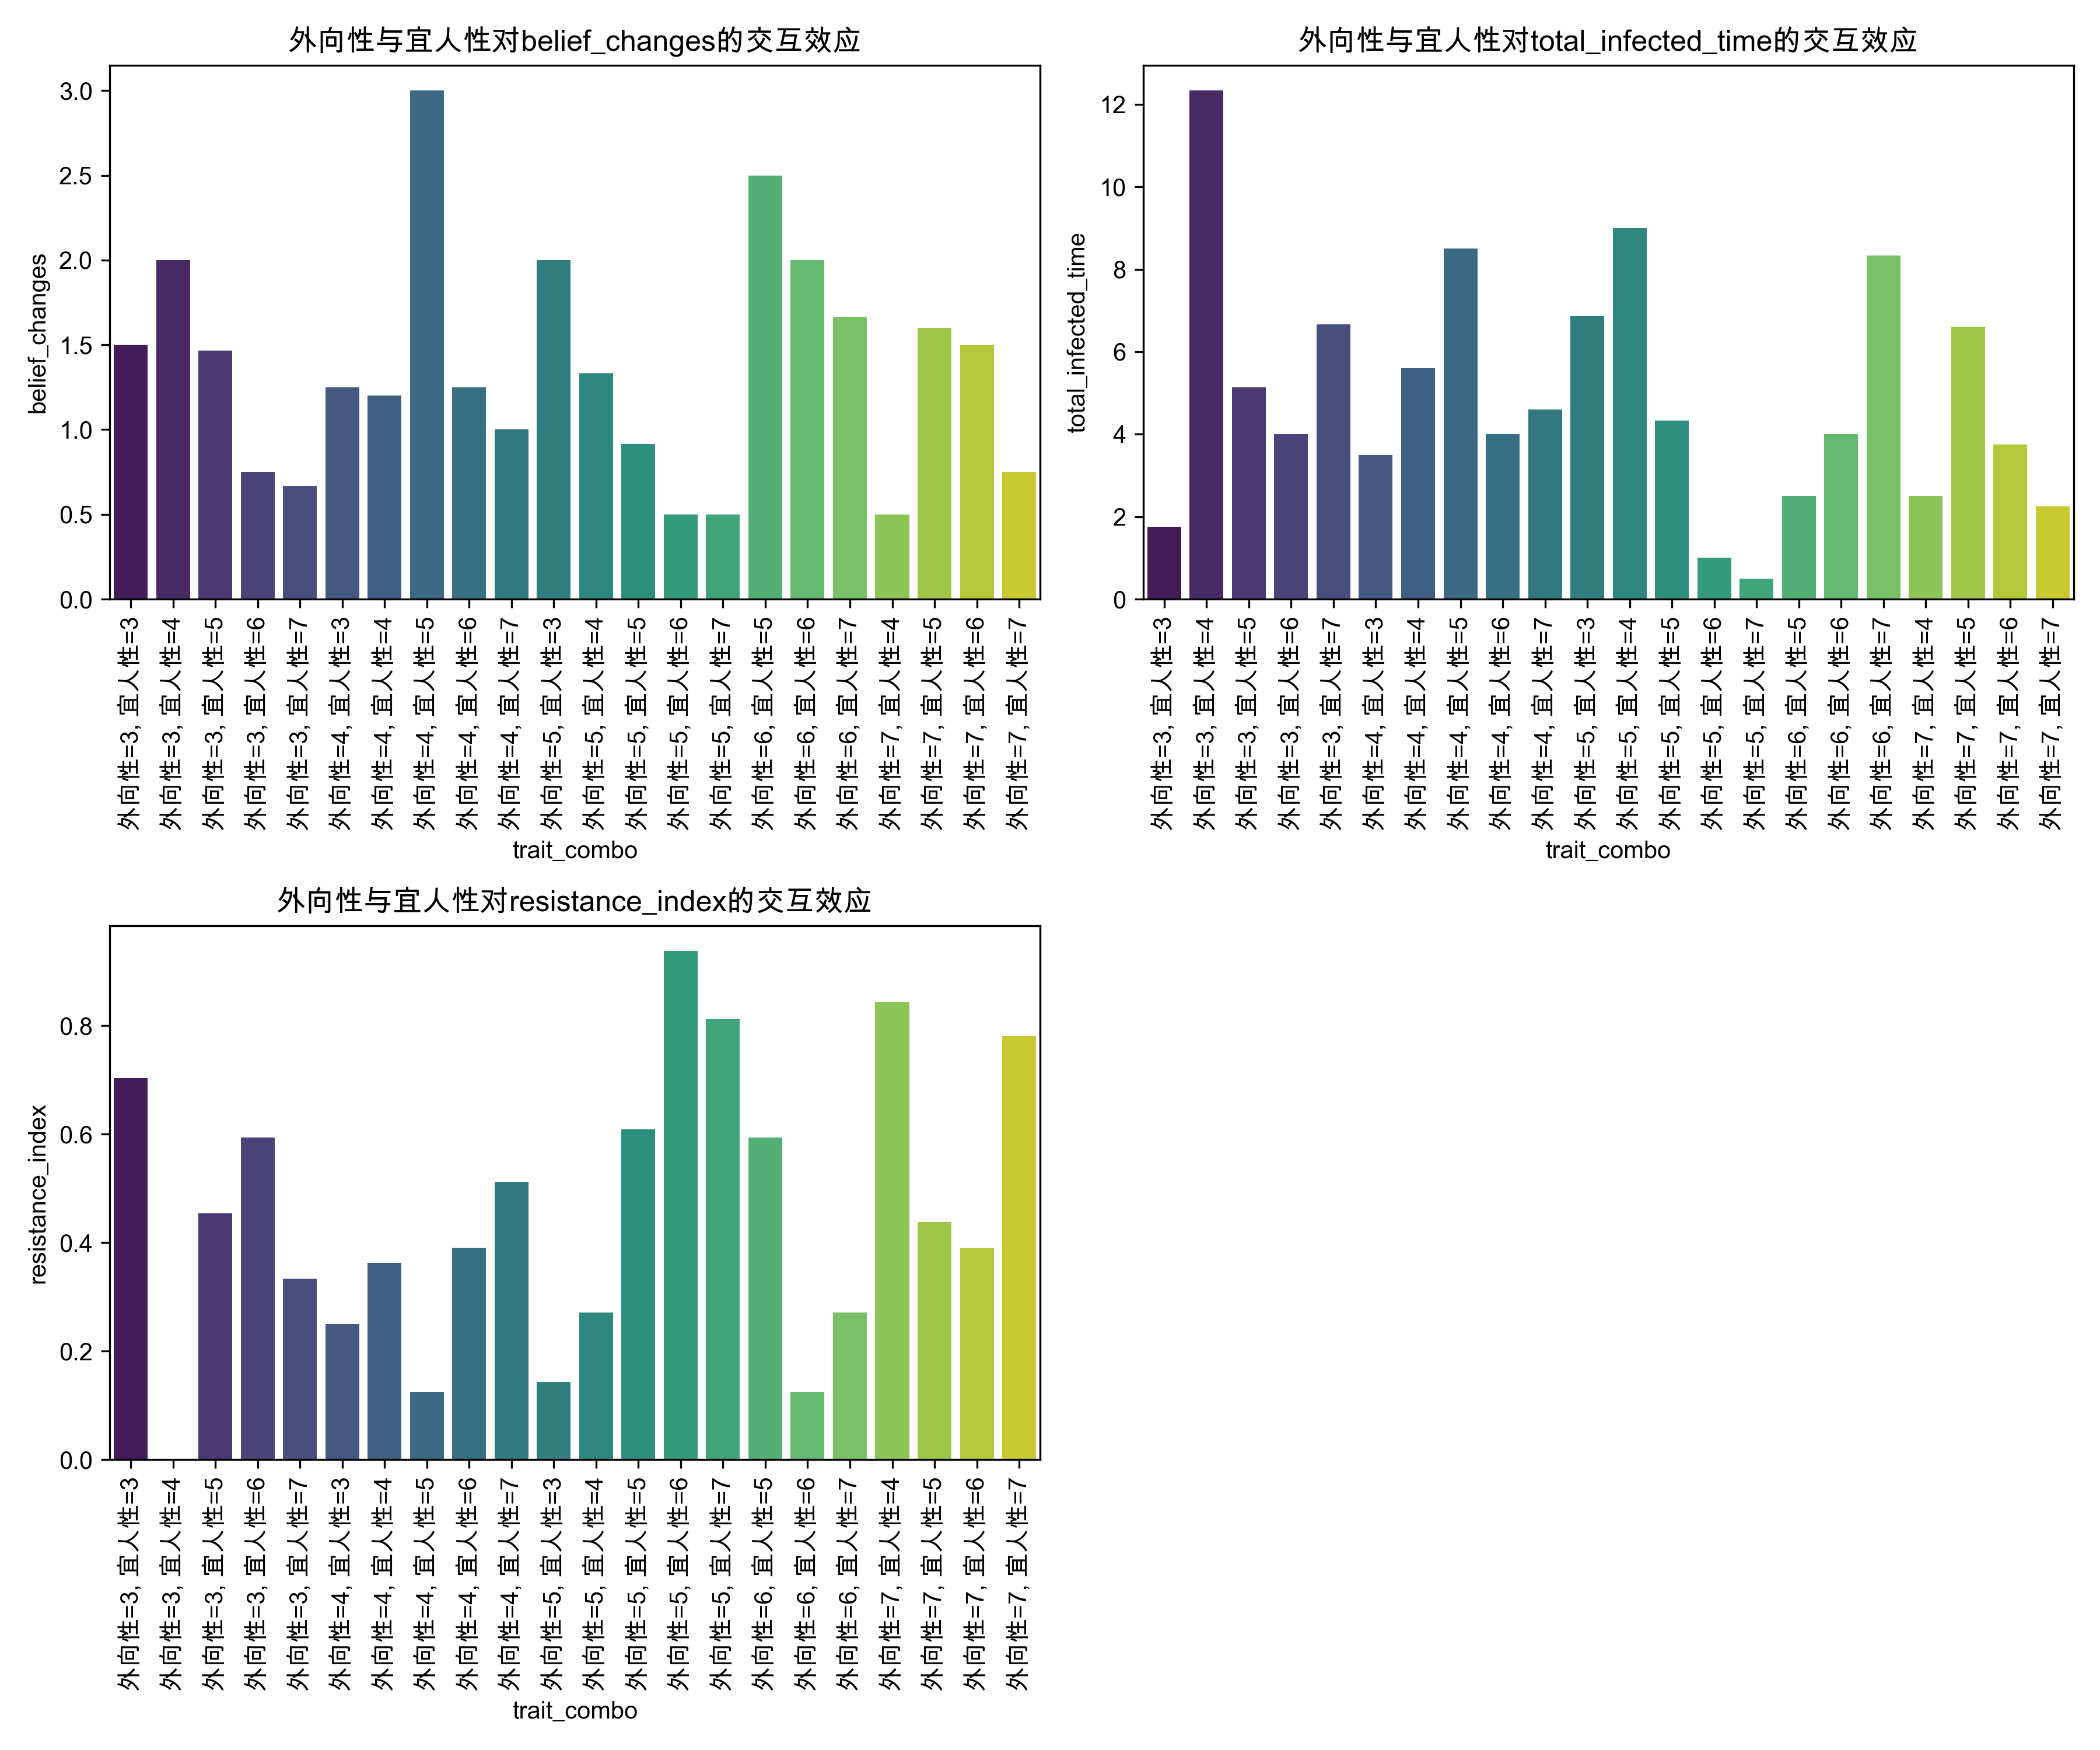 外向性与宜人性对belief_changes的交互效应
3.0
2.5
2.0
1.5
1.0
0.5
0.0
belief_changes
外向性=3, 宜人性=3
外向性=3, 宜人性=4
外向性=3, 宜人性=5
外向性=3, 宜人性=6
外向性=3, 宜人性=7
外向性=4, 宜人性=3
外向性=4, 宜人性=4
外向性=4, 宜人性=5
外向性=4, 宜人性=6
外向性=4, 宜人性=7
外向性=5, 宜人性=3
外向性=5, 宜人性=4
外向性=5, 宜人性=5
外向性=5, 宜人性=6
外向性=5, 宜人性=7
外向性=6, 宜人性=5
外向性=6, 宜人性=6
外向性=6, 宜人性=7
外向性=7, 宜人性=4
外向性=7, 宜人性=5
外向性=7, 宜人性=6
外向性=7, 宜人性=7
trait_combo
外向性与宜人性对total_infected_time的交互效应
12
10
8
6
4
2
0
total_infected_time
外向性=3, 宜人性=3
外向性=3, 宜人性=4
外向性=3, 宜人性=5
外向性=3, 宜人性=6
外向性=3, 宜人性=7
外向性=4, 宜人性=3
外向性=4, 宜人性=4
外向性=4, 宜人性=5
外向性=4, 宜人性=6
外向性=4, 宜人性=7
外向性=5, 宜人性=3
外向性=5, 宜人性=4
外向性=5, 宜人性=5
外向性=5, 宜人性=6
外向性=5, 宜人性=7
外向性=6, 宜人性=5
外向性=6, 宜人性=6
外向性=6, 宜人性=7
外向性=7, 宜人性=4
外向性=7, 宜人性=5
外向性=7, 宜人性=6
外向性=7, 宜人性=7
trait_combo
外向性与宜人性对resistance_index的交互效应
0.8
0.6
0.4
0.2
0.0
resistance_index
外向性=3, 宜人性=3
外向性=3, 宜人性=4
外向性=3, 宜人性=5
外向性=3, 宜人性=6
外向性=3, 宜人性=7
外向性=4, 宜人性=3
外向性=4, 宜人性=4
外向性=4, 宜人性=5
外向性=4, 宜人性=6
外向性=4, 宜人性=7
外向性=5, 宜人性=3
外向性=5, 宜人性=4
外向性=5, 宜人性=5
外向性=5, 宜人性=6
外向性=5, 宜人性=7
外向性=6, 宜人性=5
外向性=6, 宜人性=6
外向性=6, 宜人性=7
外向性=7, 宜人性=4
外向性=7, 宜人性=5
外向性=7, 宜人性=6
外向性=7, 宜人性=7
trait_combo